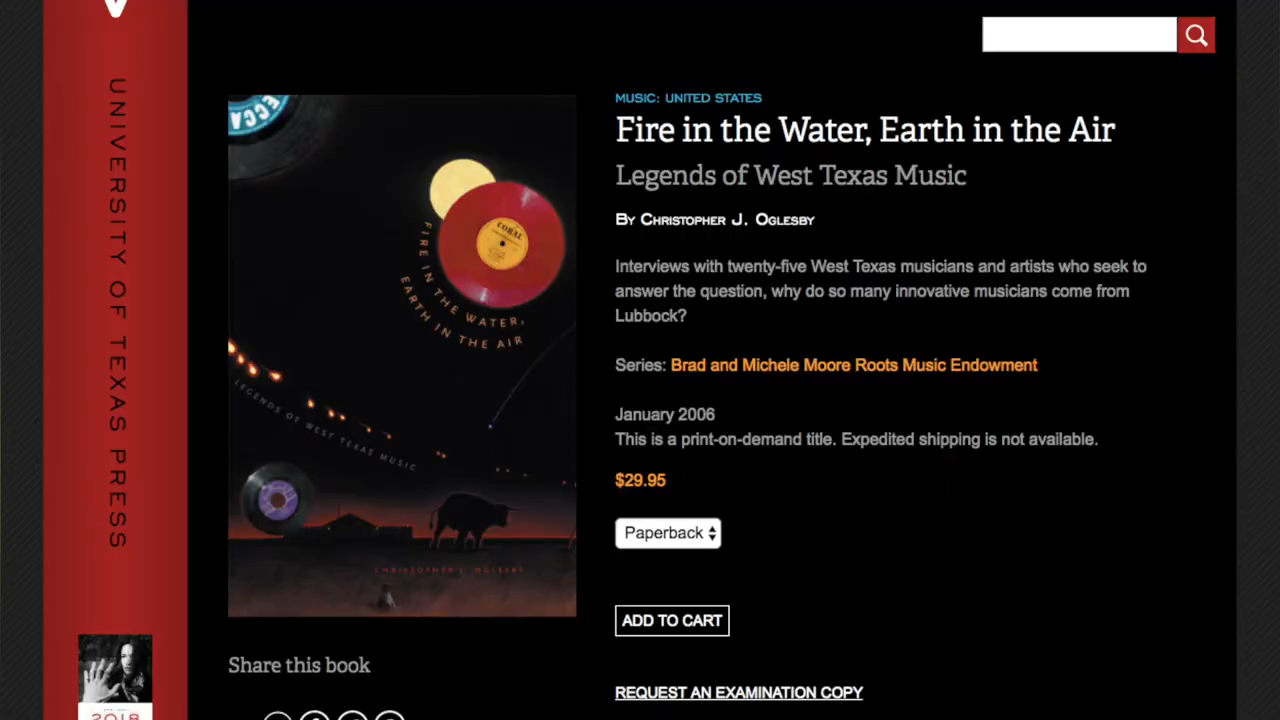 UNIVERSITY OF TEXAS PRESS
2018
ECCA
CORAL
FIRE IN THE WATER,
EARTH IN THE AIR
LEGENDS OF WEST TEXAS MUSIC
CHRISTOPHER J. OGLESBY
Share this book
MUSIC: UNITED STATES
Fire in the Water, Earth in the Air
Legends of West Texas Music
By Christopher J. Oglesby
Interviews with twenty-five West Texas musicians and artists who seek to
answer the question, why do so many innovative musicians come from
Lubbock?
Series: Brad and Michele Moore Roots Music Endowment
January 2006
This is a print-on-demand title. Expedited shipping is not available.
$29.95
Paperback
ADD TO CART
REQUEST AN EXAMINATION COPY